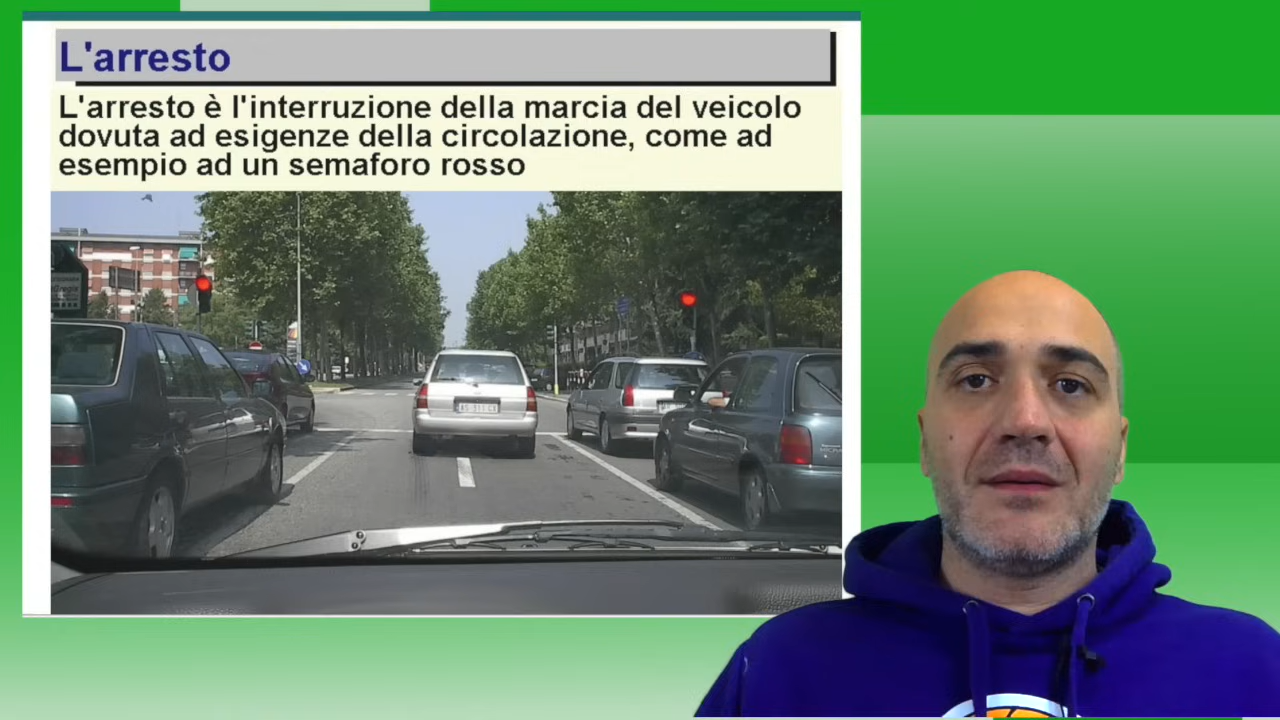 L'arresto
L'arresto è l'interruzione della marcia del veicolo
dovuta ad esigenze della circolazione, come ad
esempio ad un semaforo rosso